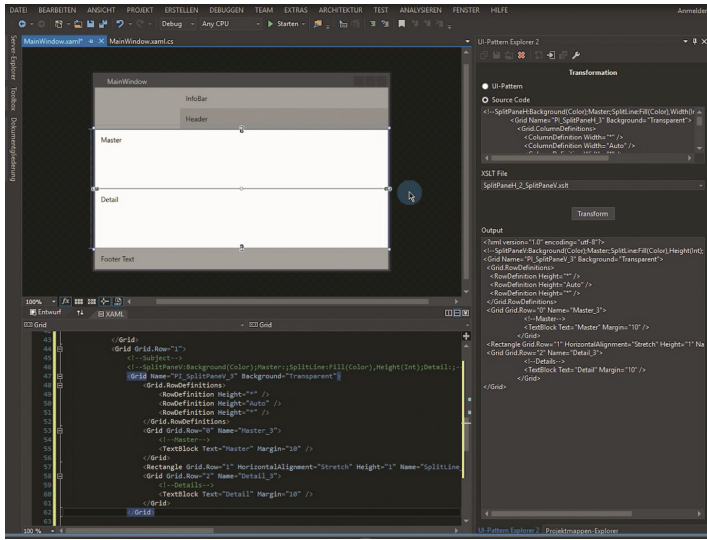 DATEI BEARBEITEN ANSICHT PROJEKT ERSTELLEN DEBUGGEN TEAM EXTRAS ARCHITEKTUR TEST ANALYSIEREN FENSTER HILFE Anmelden
Debug Any CPU Starten
MainWindow.xaml* MainWindow.xaml.cs
Server-Explorer Toolbox Dokumentgliederung
MainWindow
InfoBar
Header
Master
Detail
Footer Text
100% fx
Entwurf XAML
Grid Grid
43 </Grid>
44 <Grid Grid.Row="1">
45 <!--Subject-->
46 <!--SplitPaneV:Background(Color);Master:;SplitLine:Fill(Color),Height(Int);Detail:;--
47 <Grid Name="PI_SplitPaneV_3" Background="Transparent">
48 <Grid.RowDefinitions>
49 <RowDefinition Height="*" />
50 <RowDefinition Height="Auto" />
51 <RowDefinition Height="*" />
52 </Grid.RowDefinitions>
53 <Grid Grid.Row="0" Name="Master_3">
54 <!--Master-->
55 <TextBlock Text="Master" Margin="10" />
56 </Grid>
57 <Rectangle Grid.Row="1" HorizontalAlignment="Stretch" Height="1" Name="SplitLine_
58 <Grid Grid.Row="2" Name="Detail_3">
59 <!--Details-->
60 <TextBlock Text="Detail" Margin="10" />
61 </Grid>
62 </Grid>
63
100 %
UI-Pattern Explorer 2
Transformation
UI-Pattern
Source Code
<!--SplitPaneH:Background(Color);Master:;SplitLine:Fill(Color),Width(Ir
<Grid Name="PI_SplitPaneH_3" Background="Transparent">
<Grid.ColumnDefinitions>
<ColumnDefinition Width="*" />
<ColumnDefinition Width="Auto" />
XSLT File
SplitPaneH_2_SplitPaneV.xslt
Transform
Output
<?xml version="1.0" encoding="utf-8"?>
<!--SplitPaneV:Background(Color);Master:;SplitLine:Fill(Color),Height(Int);
<Grid Name="PI_SplitPaneV_3" Background="Transparent">
<Grid.RowDefinitions>
<RowDefinition Height="*" />
<RowDefinition Height="Auto" />
<RowDefinition Height="*" />
</Grid.RowDefinitions>
<Grid Grid.Row="0" Name="Master_3">
<!--Master-->
<TextBlock Text="Master" Margin="10" />
</Grid>
<Rectangle Grid.Row="1" HorizontalAlignment="Stretch" Height="1" Na
<Grid Grid.Row="2" Name="Detail_3">
<!--Details-->
<TextBlock Text="Detail" Margin="10" />
</Grid>
</Grid>
UI-Pattern Explorer 2 Projektmappen-Explorer